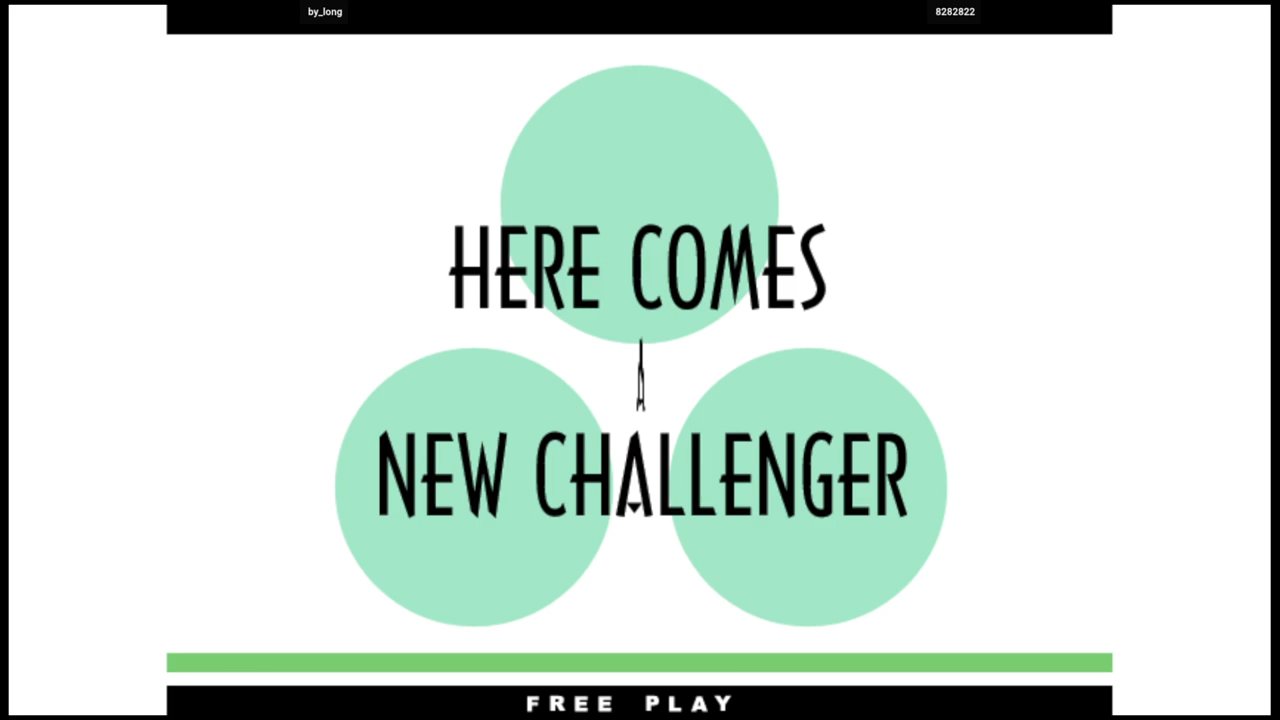 by_long 8282822
HERE COMES
A
NEW CHALLENGER
FREE PLAY